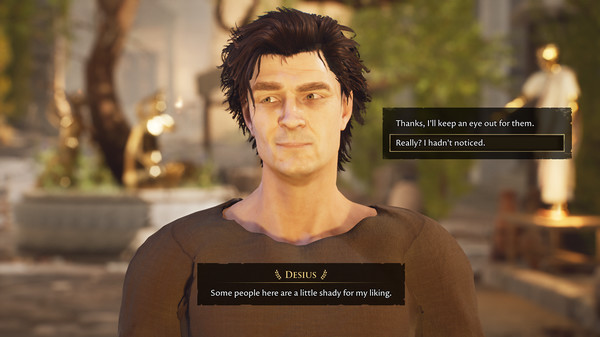 Thanks, I'll keep an eye out for them.
Really? I hadn't noticed.
Desius
Some people here are a little shady for my liking.